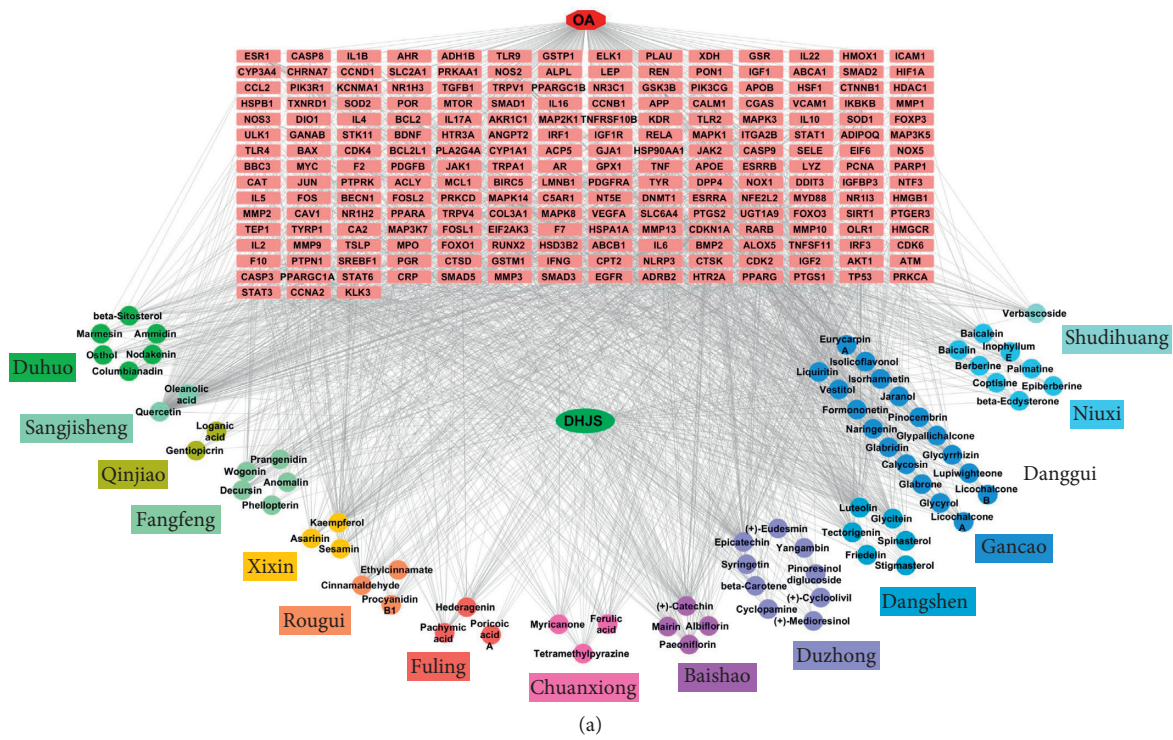 OA
ESR1 CASP8 IL1B AHR ADH1B TLR9 GSTP1 ELK1 PLAU XDH GSR IL22 HMOX1 ICAM1
CYP3A4 CHRNA7 CCND1 SLC2A1 PRKAA1 NOS2 ALPL LEP REN PON1 IGF1 ABCA1 SMAD2 HIF1A
CCL2 PIK3R1 KCNMA1 NR1H3 TGFB1 TRPV1 PPARGC1B NR3C1 GSK3B PIK3CG APOB HSF1 CTNNB1 HDAC1
HSPB1 TXNRD1 SOD2 POR MTOR SMAD1 IL16 CCNB1 APP CALM1 CGAS VCAM1 IKBKB MMP1
NOS3 DIO1 IL4 BCL2 IL17A AKR1C1 MAP2K1 TNFRSF10B KDR TLR2 MAPK3 IL10 SOD1 FOXP3
ULK1 GANAB STK11 BDNF HTR3A ANGPT2 IRF1 IGF1R RELA MAPK1 ITGA2B STAT1 ADIPOQ MAP3K5
TLR4 BAX CDK4 BCL2L1 PLA2G4A CYP1A1 ACP5 GJA1 HSP90AA1 JAK2 CASP9 SELE EIF6 NOX5
BBC3 MYC F2 PDGFB JAK1 TRPA1 AR GPX1 TNF APOE ESRRB LYZ PCNA PARP1
CAT JUN PTPRK ACLY MCL1 BIRC5 LMNB1 PDGFRA TYR DPP4 NOX1 DDIT3 IGFBP3 NTF3
IL5 FOS BECN1 FOSL2 PRKCD MAPK14 C5AR1 NT5E DNMT1 ESRRA NFE2L2 MYD88 NR1I3 HMGB1
MMP2 CAV1 NR1H2 PPARA TRPV4 COL3A1 MAPK8 VEGFA SLC6A4 PTGS2 UGT1A9 FOXO3 SIRT1 PTGER3
TEP1 TYRP1 CA2 MAP3K7 FOSL1 EIF2AK3 F7 HSPA1A MMP13 CDKN1A RARB MMP10 OLR1 HMGCR
IL2 MMP9 TSLP MPO FOXO1 RUNX2 HSD3B2 ABCB1 IL6 BMP2 ALOX5 TNFSF11 IRF3 CDK6
F10 PTPN1 SREBF1 PGR CTSD GSTM1 IFNG CPT2 NLRP3 CTSK CDK2 IGF2 AKT1 ATM
CASP3 PPARGC1A STAT6 CRP SMAD5 MMP3 SMAD3 EGFR ADRB2 HTR2A PPARG PTGS1 TP53 PRKCA
STAT3 CCNA2 KLK3
beta-Sitosterol
Marmesin Ammidin
Osthol Nodakenin
Columbianadin
Duhuo
Oleanolic
acid
Quercetin
Sangjisheng
Loganic
acid
Gentiopicrin
Qinjiao
Prangenidin
Wogonin
Anomalin
Decursin
Phellopterin
Fangfeng
Kaempferol
Asarinin
Sesamin
Xixin
Ethylcinnamate
Cinnamaldehyde
Procyanidin
B1
Rougui
Hederagenin
Pachymic
acid
Poricoic
acid
A
Fuling
Myricanone
Ferulic
acid
Tetramethylpyrazine
Chuanxiong
DHJS
(+)-Catechin
Mairin Albiflorin
Paeoniflorin
Baishao
(+)-Eudesmin
Epicatechin
Yangambin
Syringetin
Pinoresinol
diglucoside
beta-Carotene
(+)-Cycloolivil
Cyclopamine
(+)-Medioresinol
Duzhong
Luteolin
Glycitein
Tectorigenin
Spinasterol
Friedelin
Stigmasterol
Dangshen
Eurycarpin
A
Isolicoflavonol
Liquiritin
Isorhamnetin
Vestitol
Jaranol
Formononetin
Pinocembrin
Naringenin
Glypallichalcone
Glabridin
Glycyrrhizin
Calycosin
Lupiwighteone
Glabrone
Licochalcone
B
Glycyrol
Licochalcone
A
Gancao
Danggui
Baicalein
Inophyllum
E
Baicalin
Palmatine
Berberine
Coptisine
Epiberberine
beta-Ecdysterone
Niuxi
Verbascoside
Shudihuang
(a)